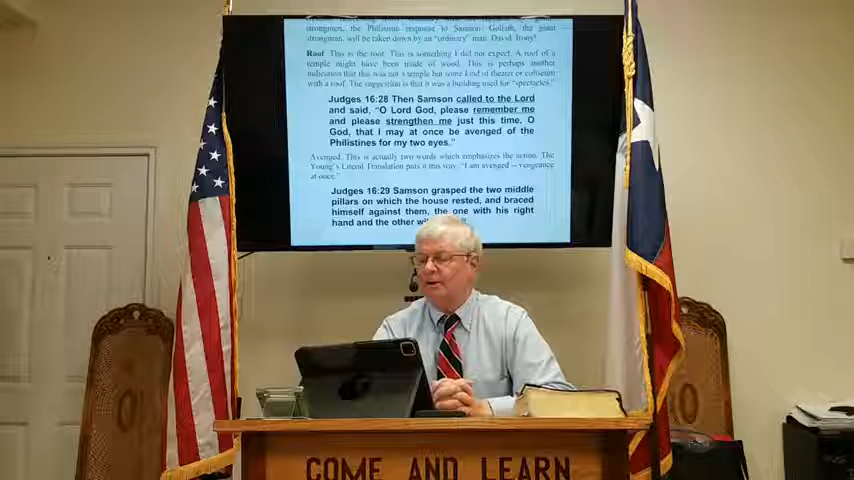 strongman, the Philistine response to Samson. Goliath, the giant
strongman, will be taken down by an "ordinary" man, David. Irony!
Roof This is the root. This is something I did not expect. A roof of a
temple might have been made of wood. This is perhaps another
indication that this was not a temple but some kind of theater or coliseum
with a roof. The suggestion is that it was a building used for "spectacles."
Judges 16:28 Then Samson called to the Lord
and said, "O Lord God, please remember me
and please strengthen me just this time, O
God, that I may at once be avenged of the
Philistines for my two eyes."
Avenged. This is actually two words which emphasizes the action. The
Young's Literal Translation puts it this way: "I am avenged -- vengeance
at once."
Judges 16:29 Samson grasped the two middle
pillars on which the house rested, and braced
himself against them, the one with his right
hand and the other
COME AND LEARN